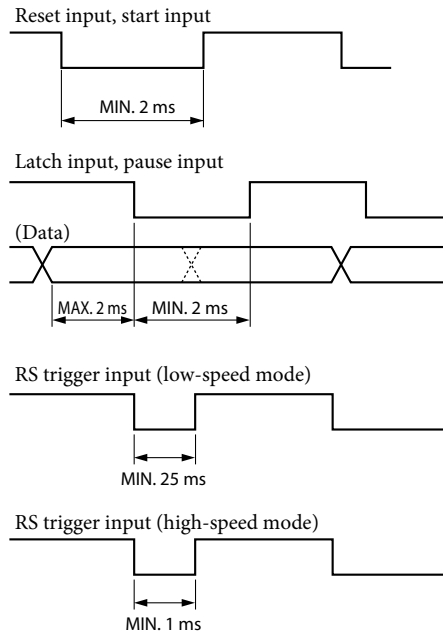 Reset input, start input
MIN. 2 ms
Latch input, pause input
(Data)
MAX. 2 ms
MIN. 2 ms
RS trigger input (low-speed mode)
MIN. 25 ms
RS trigger input (high-speed mode)
MIN. 1 ms